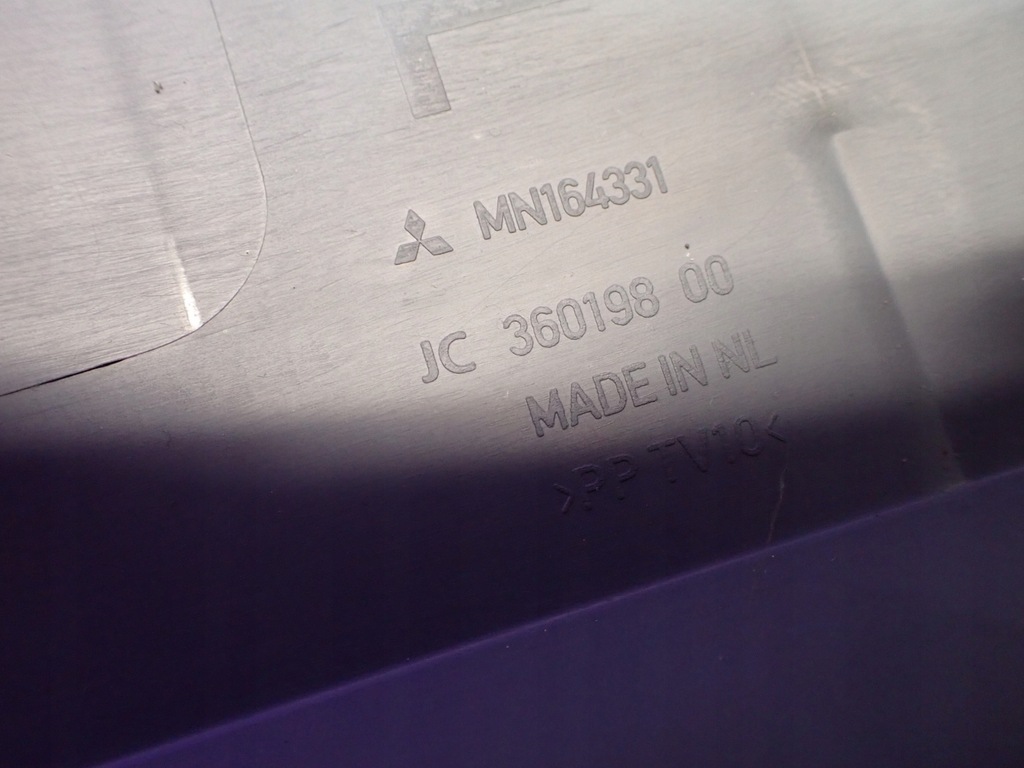 MN164331
JC 360198 00
MADE IN NL
>PP TV10<